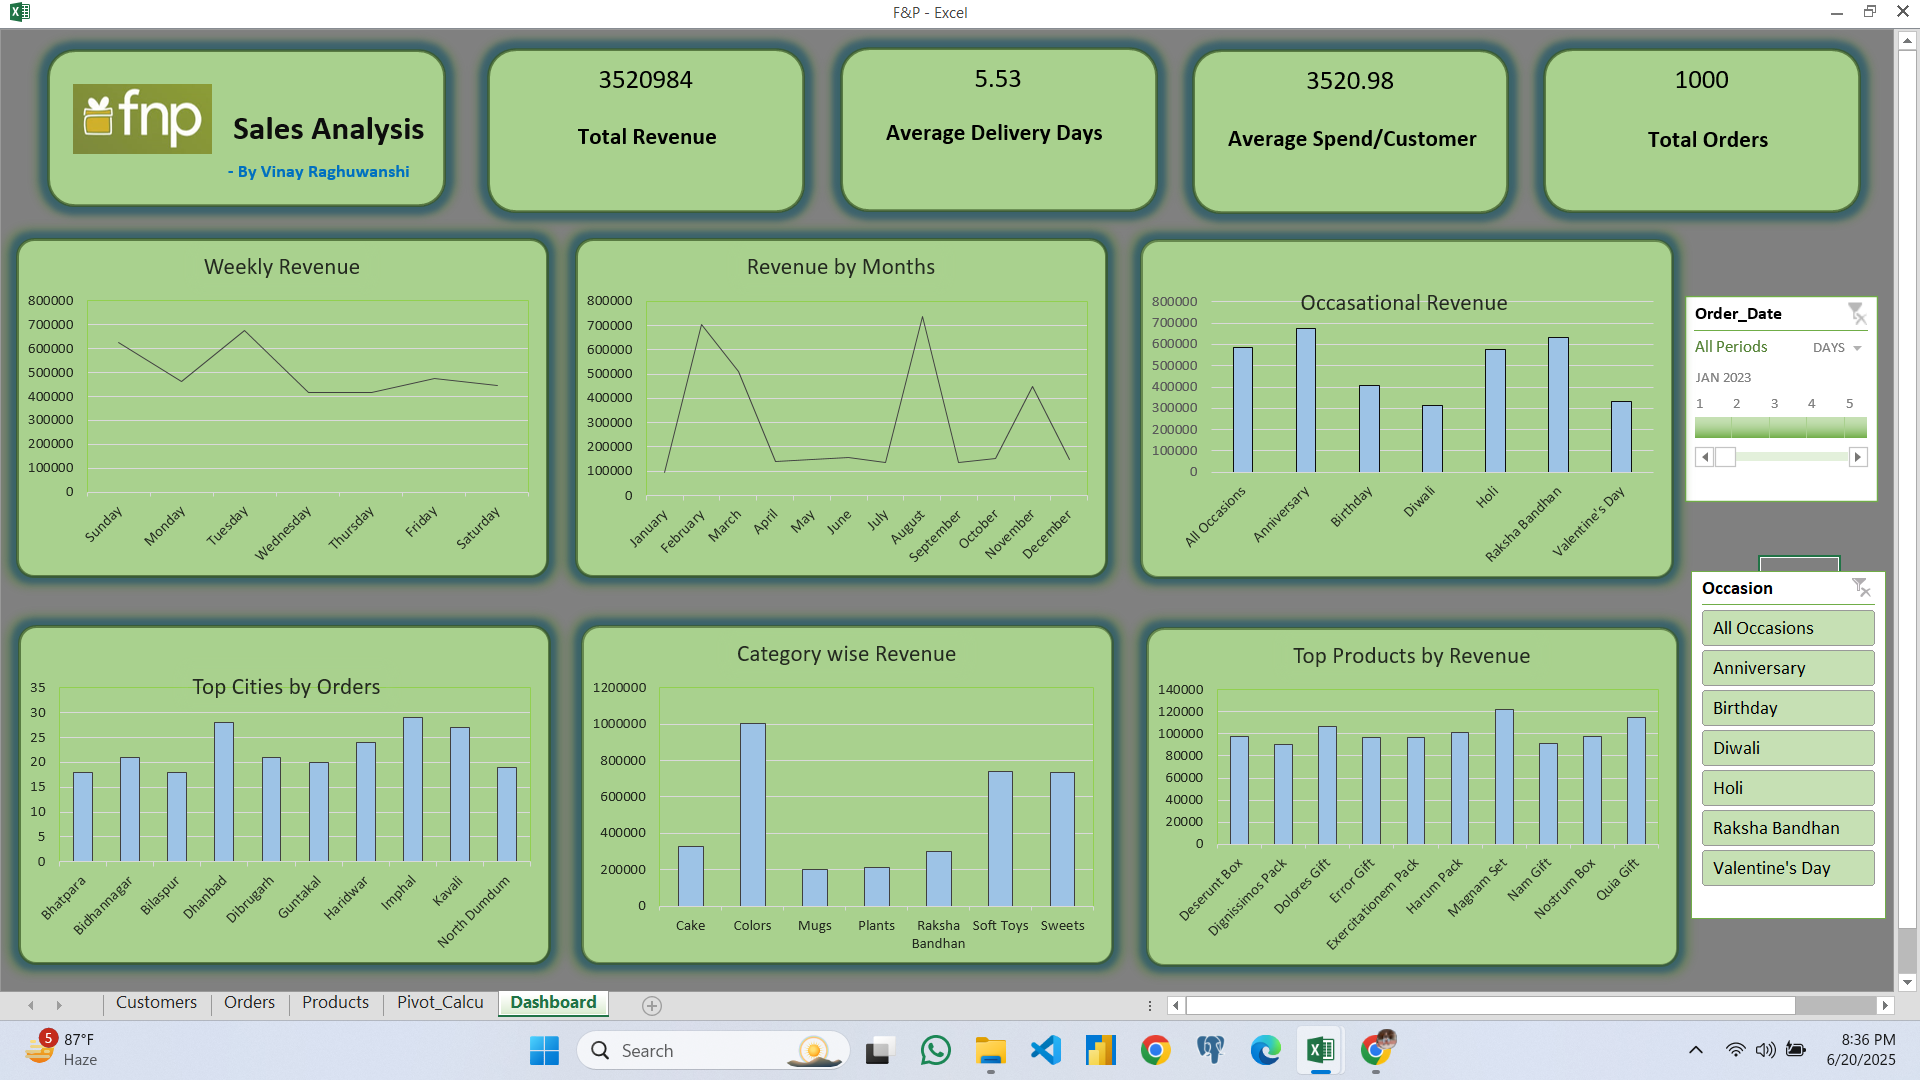 F&P - Excel
fnp
Sales Analysis
- By Vinay Raghuwanshi
3520984
Total Revenue
5.53
Average Delivery Days
3520.98
Average Spend/Customer
1000
Total Orders
Weekly Revenue
800000
700000
600000
500000
400000
300000
200000
100000
0
Sunday
Monday
Tuesday
Wednesday
Thursday
Friday
Saturday
Revenue by Months
800000
700000
600000
500000
400000
300000
200000
100000
0
January
February
March
April
May
June
July
August
September
October
November
December
Occasational Revenue
800000
700000
600000
500000
400000
300000
200000
100000
0
All Occasions
Anniversary
Birthday
Diwali
Holi
Raksha Bandhan
Valentine's Day
Order_Date
All Periods DAYS
JAN 2023
1 2 3 4 5
Top Cities by Orders
35
30
25
20
15
10
5
0
Bhatpara
Bidhannagar
Bilaspur
Dhanbad
Dibrugarh
Guntakal
Haridwar
Imphal
Kavali
North Dumdum
Category wise Revenue
1200000
1000000
800000
600000
400000
200000
0
Cake
Colors
Mugs
Plants
Raksha
Bandhan
Soft Toys
Sweets
Top Products by Revenue
140000
120000
100000
80000
60000
40000
20000
0
Deserunt Box
Dignissimos Pack
Dolores Gift
Error Gift
Exercitationem Pack
Harum Pack
Magnam Set
Nam Gift
Nostrum Box
Quia Gift
Occasion
All Occasions
Anniversary
Birthday
Diwali
Holi
Raksha Bandhan
Valentine's Day
Customers Orders Products Pivot_Calcu Dashboard
5
87°F
Haze
Search
8:36 PM
6/20/2025